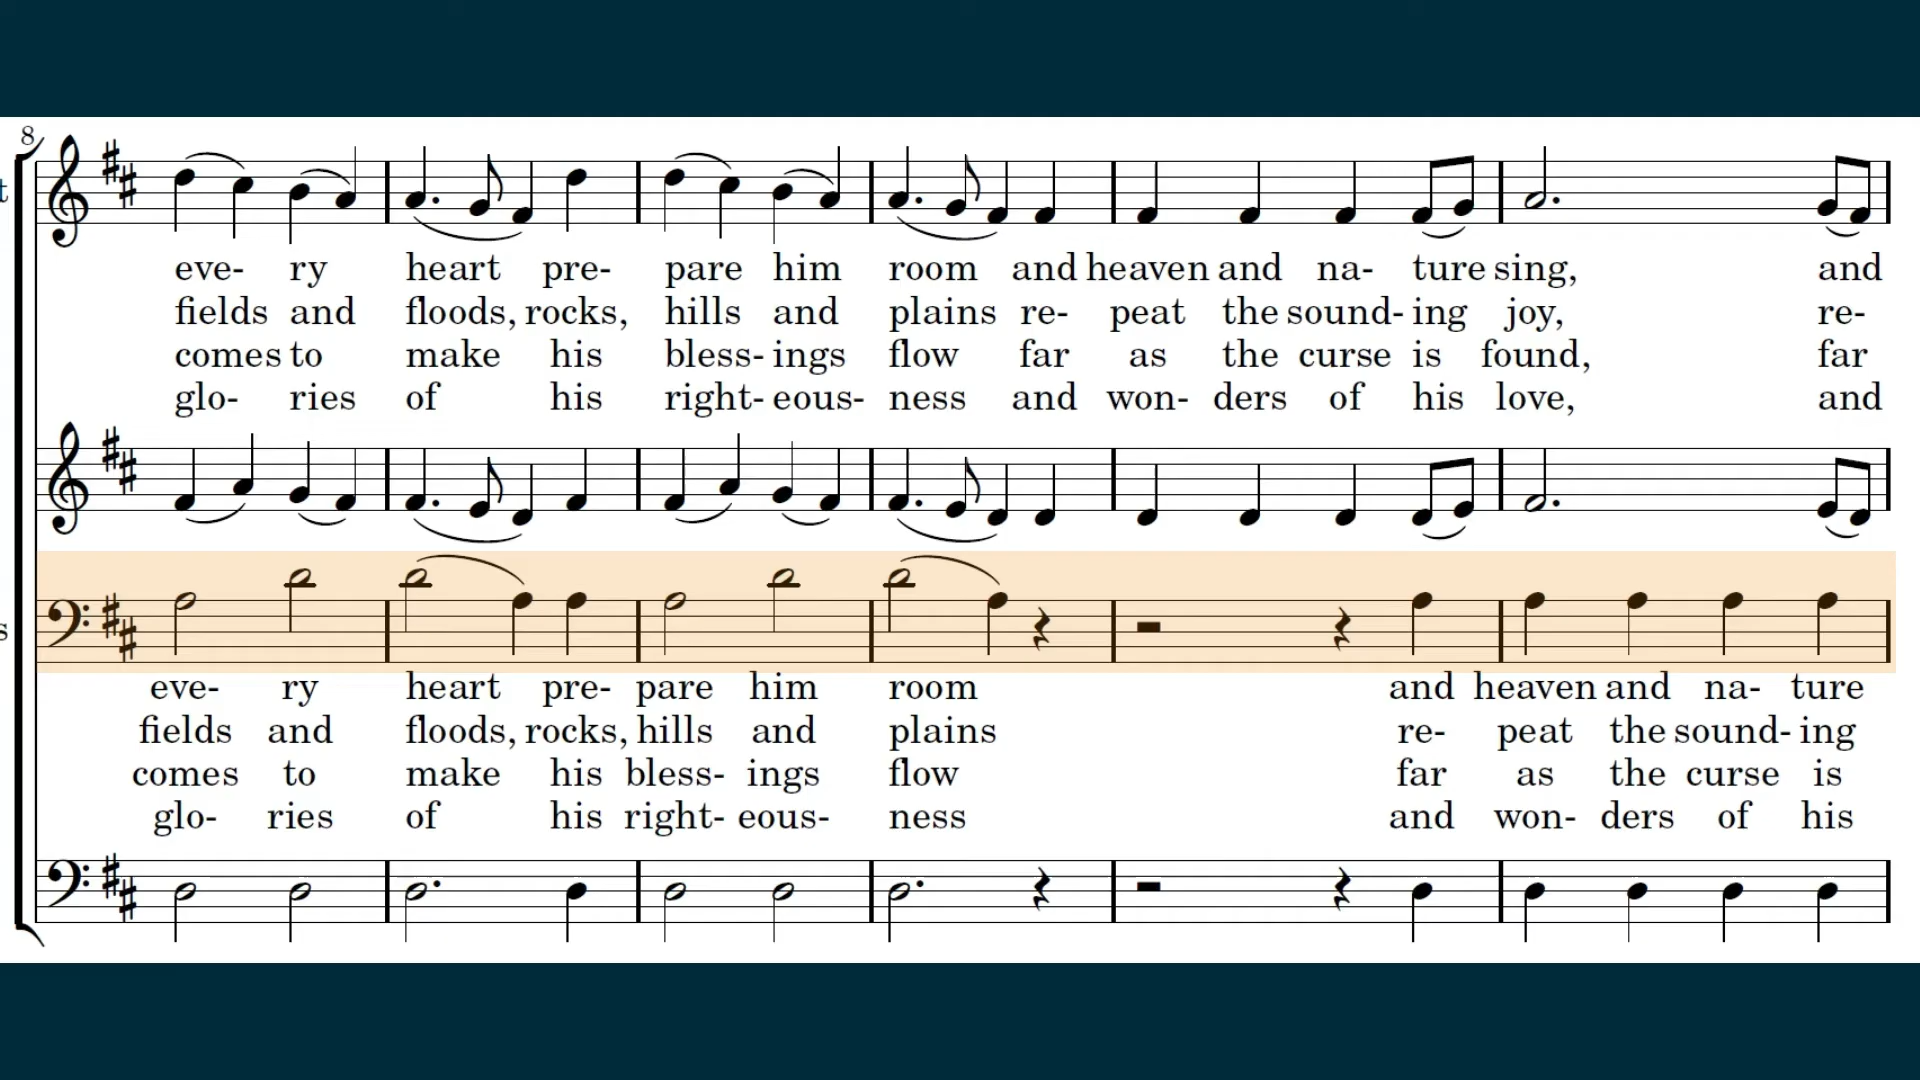 8
t
eve- ry heart pre- pare him room and heaven and na- ture sing, and
fields and floods, rocks, hills and plains re- peat the sound- ing joy, re-
comes to make his bless- ings flow far as the curse is found, far
glo- ries of his right- eous- ness and won- ders of his love, and
s
eve- ry heart pre- pare him room and heaven and na- ture
fields and floods, rocks, hills and plains re- peat the sound- ing
comes to make his bless- ings flow far as the curse is
glo- ries of his right- eous- ness and won- ders of his